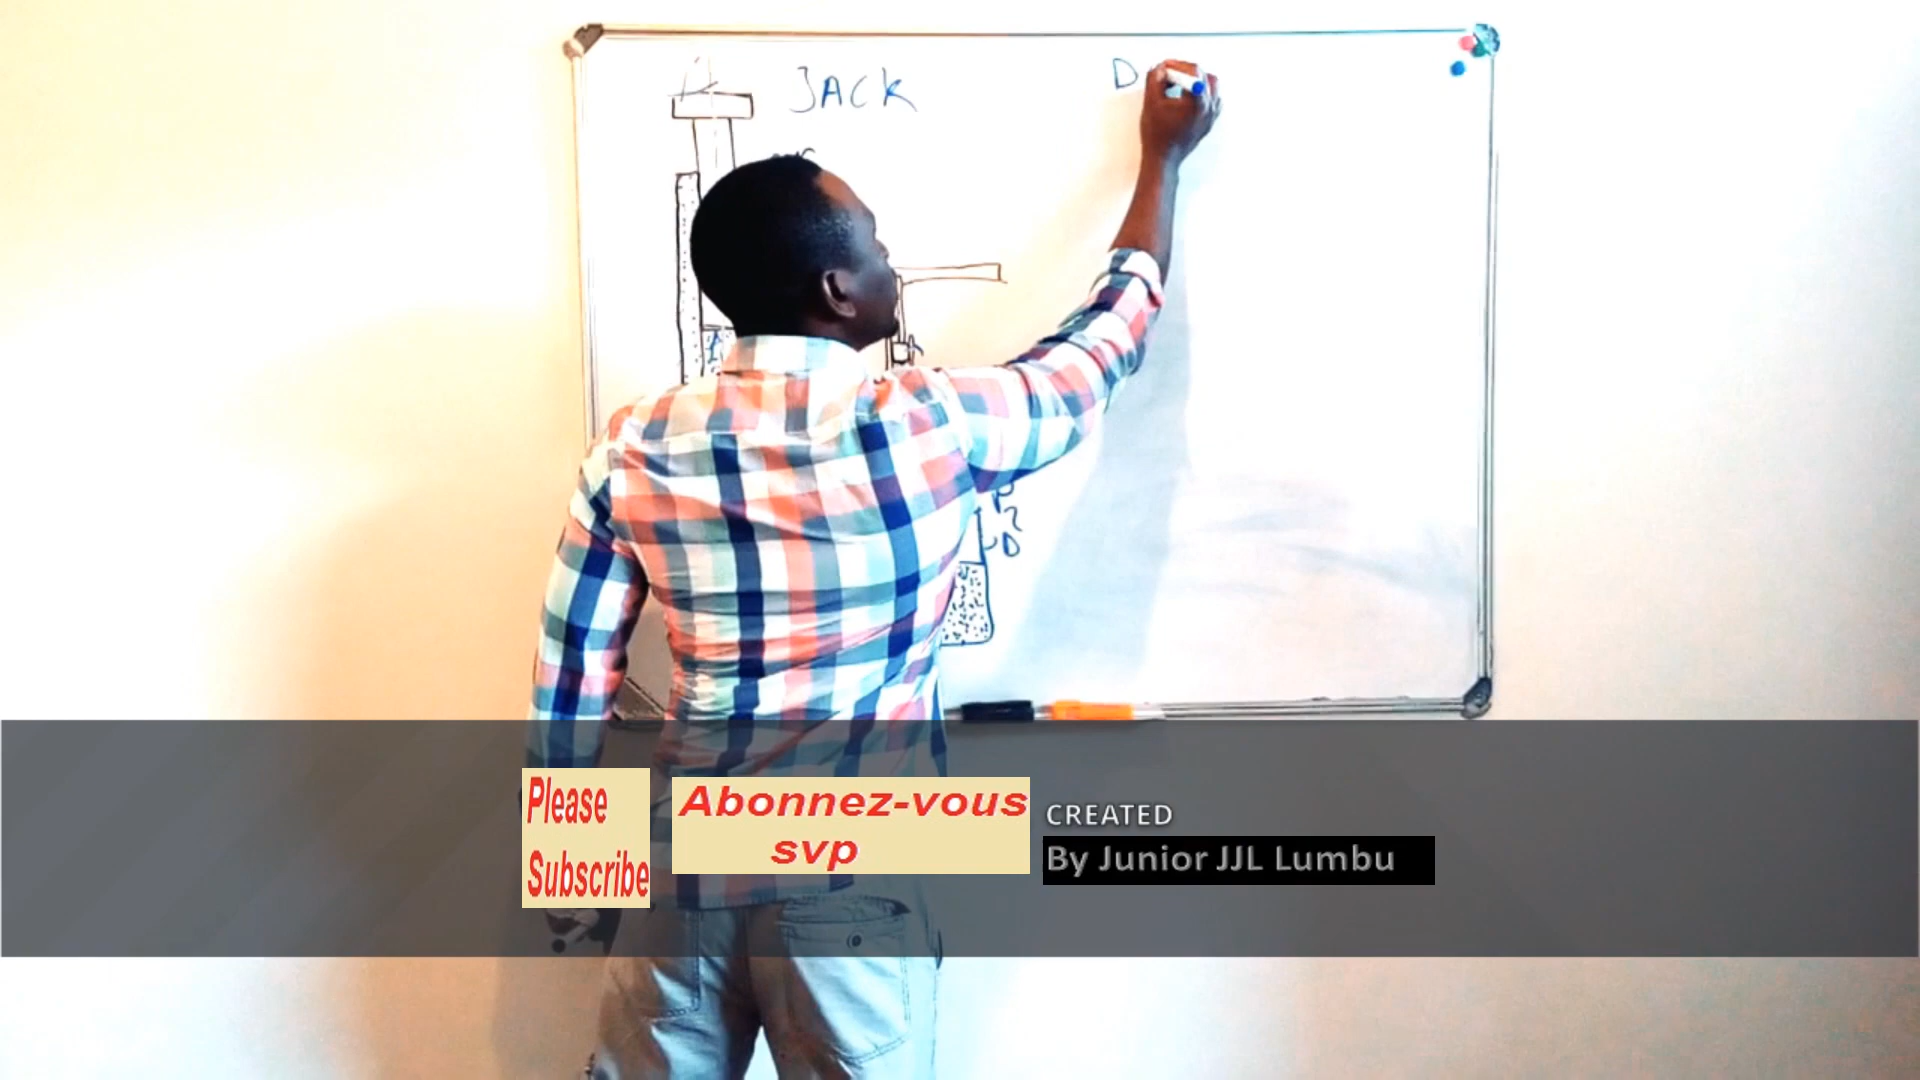 JACK
D
P
D
Please
Subscribe
Abonnez-vous
svp
CREATED
By Junior JJL Lumbu